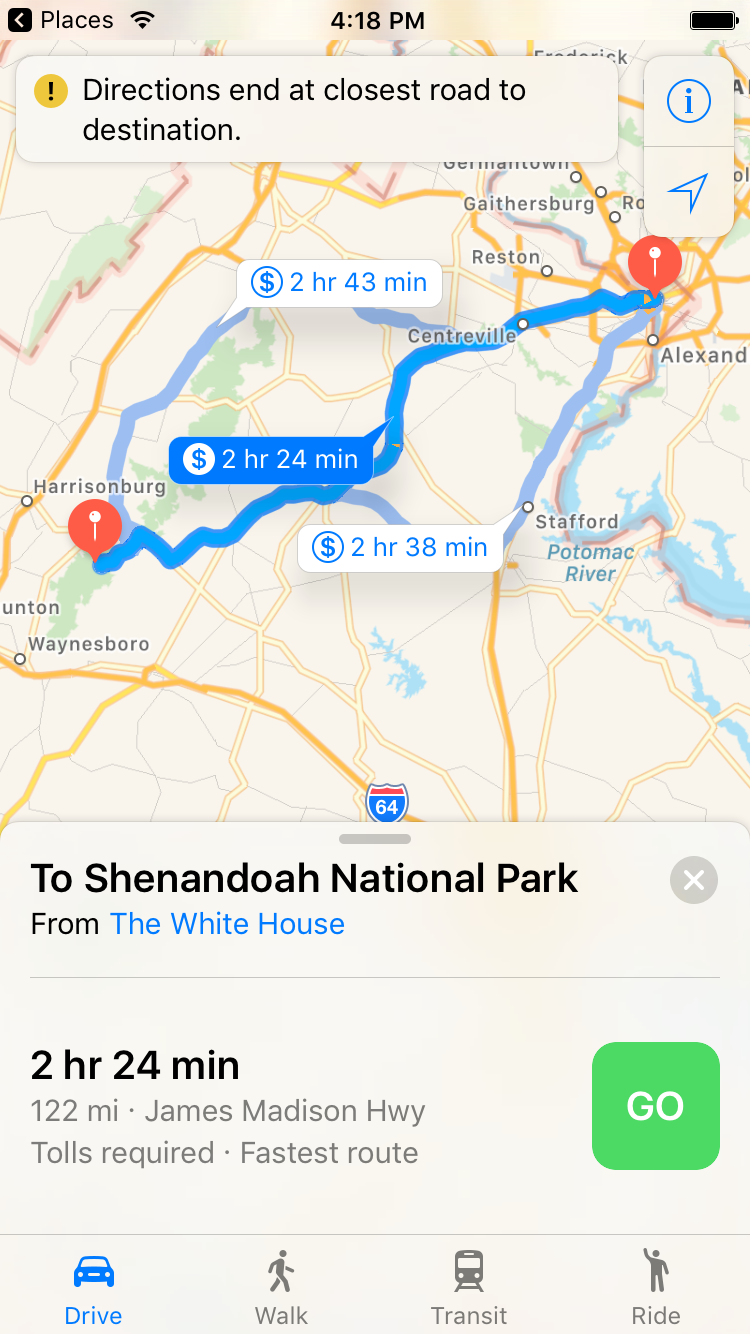 Places
4:18 PM
Frederick
Directions end at closest road to
destination.
Germantown
Gaithersburg
Ro
Reston
$ 2 hr 43 min
Centreville
Alexand
$ 2 hr 24 min
Harrisonburg
Stafford
$ 2 hr 38 min
Potomac
River
unton
Waynesboro
64
To Shenandoah National Park
From The White House
2 hr 24 min
122 mi · James Madison Hwy
Tolls required · Fastest route
GO
Drive
Walk
Transit
Ride